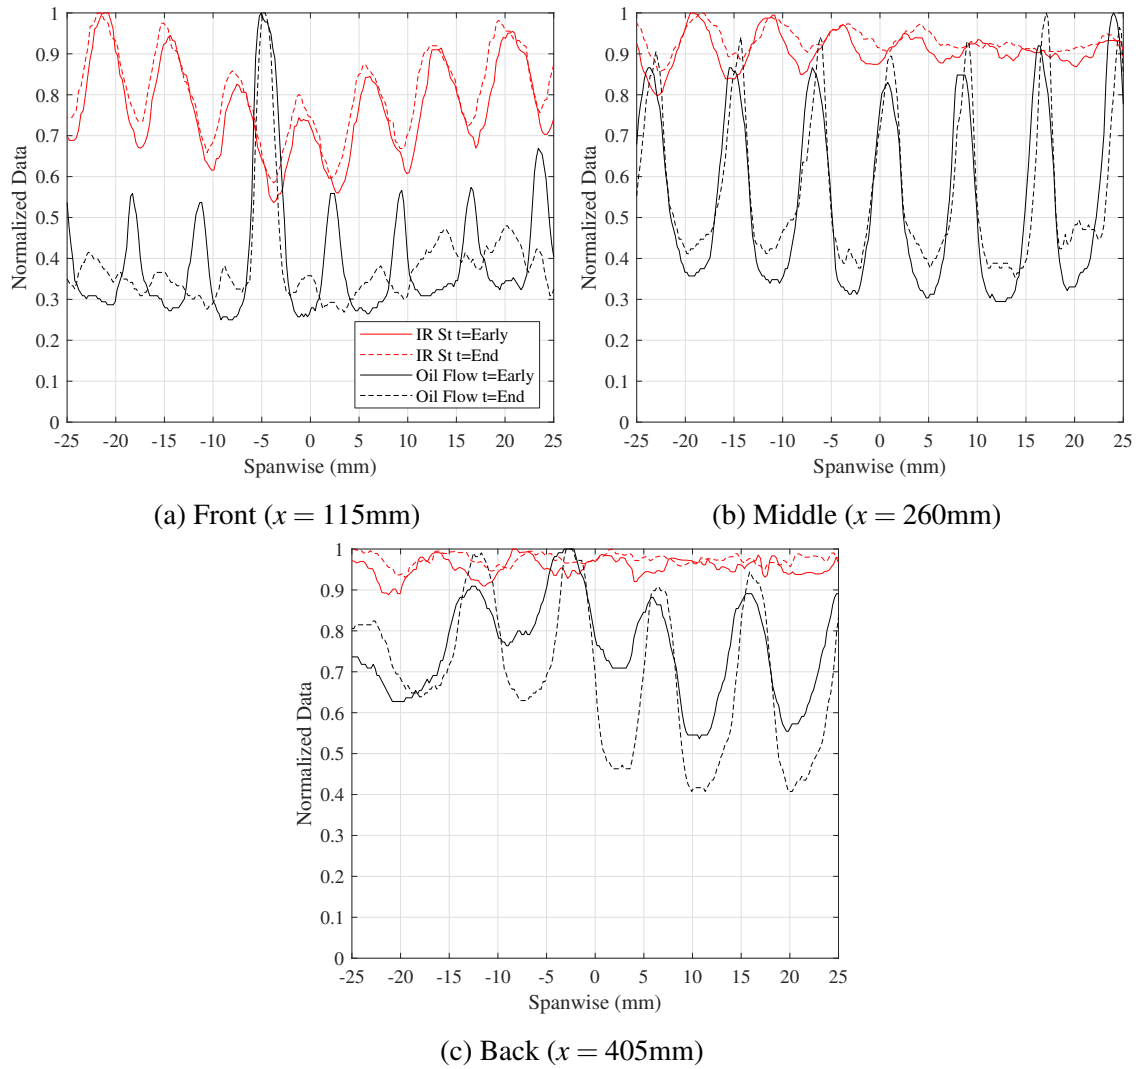 1
0.9
0.8
0.7
0.6
0.5
0.4
0.3
0.2
0.1
0
Normalized Data
-25 -20 -15 -10 -5 0 5 10 15 20 25
Spanwise (mm)
IR St t=Early
IR St t=End
Oil Flow t=Early
Oil Flow t=End
(a) Front (x = 115mm)
1
0.9
0.8
0.7
0.6
0.5
0.4
0.3
0.2
0.1
0
Normalized Data
-25 -20 -15 -10 -5 0 5 10 15 20 25
Spanwise (mm)
(b) Middle (x = 260mm)
1
0.9
0.8
0.7
0.6
0.5
0.4
0.3
0.2
0.1
0
Normalized Data
-25 -20 -15 -10 -5 0 5 10 15 20 25
Spanwise (mm)
(c) Back (x = 405mm)